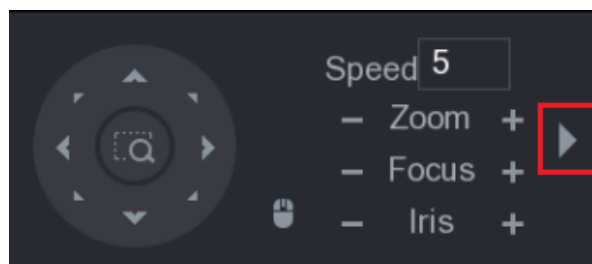 Speed 5
– Zoom +
– Focus +
– Iris +